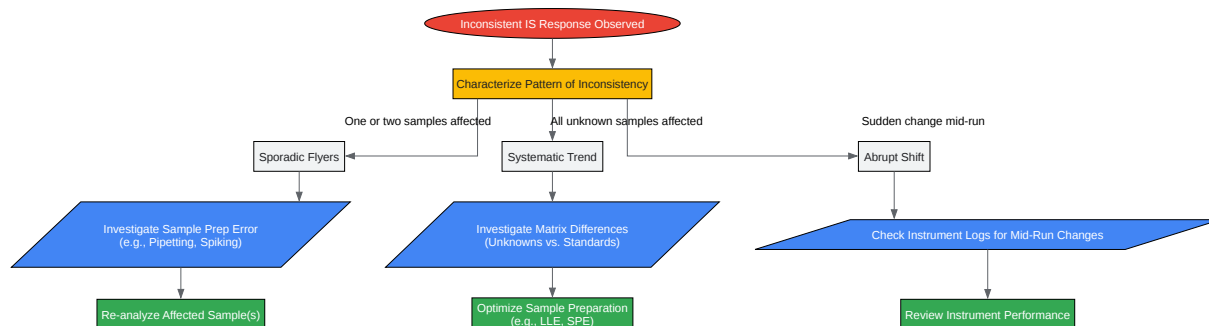 Inconsistent IS Response Observed
Characterize Pattern of Inconsistency
One or two samples affected
All unknown samples affected
Sudden change mid-run
Sporadic Flyers
Systematic Trend
Abrupt Shift
Investigate Sample Prep Error
(e.g., Pipetting, Spiking)
Investigate Matrix Differences
(Unknowns vs. Standards)
Check Instrument Logs for Mid-Run Changes
Re-analyze Affected Sample(s)
Optimize Sample Preparation
(e.g., LLE, SPE)
Review Instrument Performance